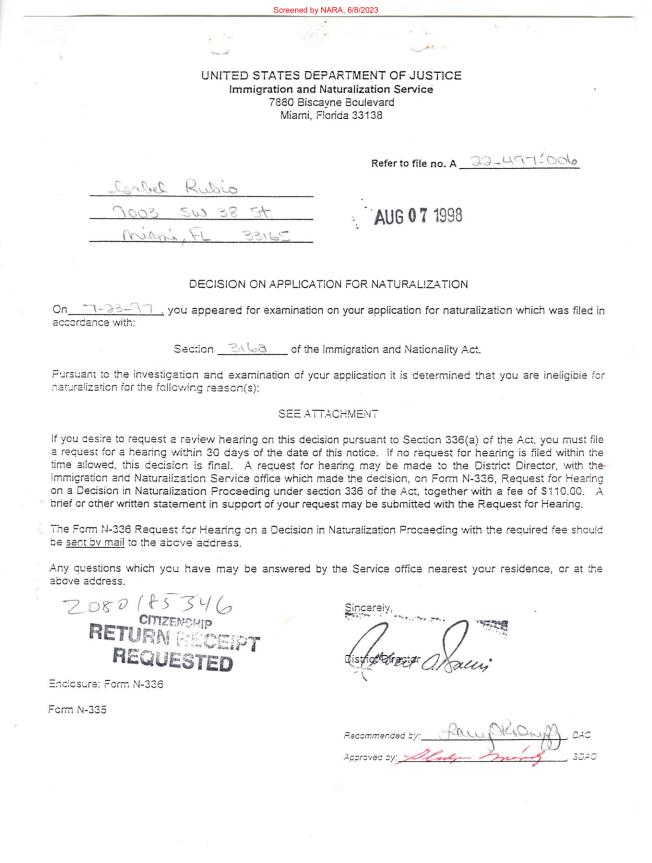 Screened by NARA, 6/8/2023
UNITED STATES DEPARTMENT OF JUSTICE
Immigration and Naturalization Service
7880 Biscayne Boulevard
Miami, Florida 33138
Refer to file no. A 22-497-006
Rubio
7003 SW 38 St
Miami, FL 33165
AUG 07 1998
DECISION ON APPLICATION FOR NATURALIZATION
On 7-23-97, you appeared for examination on your application for naturalization which was filed in
accordance with:
Section 316a of the Immigration and Nationality Act.
Pursuant to the investigation and examination of your application it is determined that you are ineligible for
naturalization for the following reason(s):
SEE ATTACHMENT
If you desire to request a review hearing on this decision pursuant to Section 336(a) of the Act, you must file
a request for a hearing within 30 days of the date of this notice. If no request for hearing is filed within the
time allowed, this decision is final. A request for hearing may be made to the District Director, with the
Immigration and Naturalization Service office which made the decision, on Form N-336, Request for Hearing
on a Decision in Naturalization Proceeding under section 336 of the Act, together with a fee of $110.00. A
brief or other written statement in support of your request may be submitted with the Request for Hearing.
The Form N-336 Request for Hearing on a Decision in Naturalization Proceeding with the required fee should
be sent by mail to the above address.
Any questions which you have may be answered by the Service office nearest your residence, or at the
above address.
2080185346
CITIZENSHIP
RETURN RECEIPT
REQUESTED
Sincerely,
District Director
Enclosure: Form N-336
Form N-335
Recommended by: DAO
Approved by: SDAO